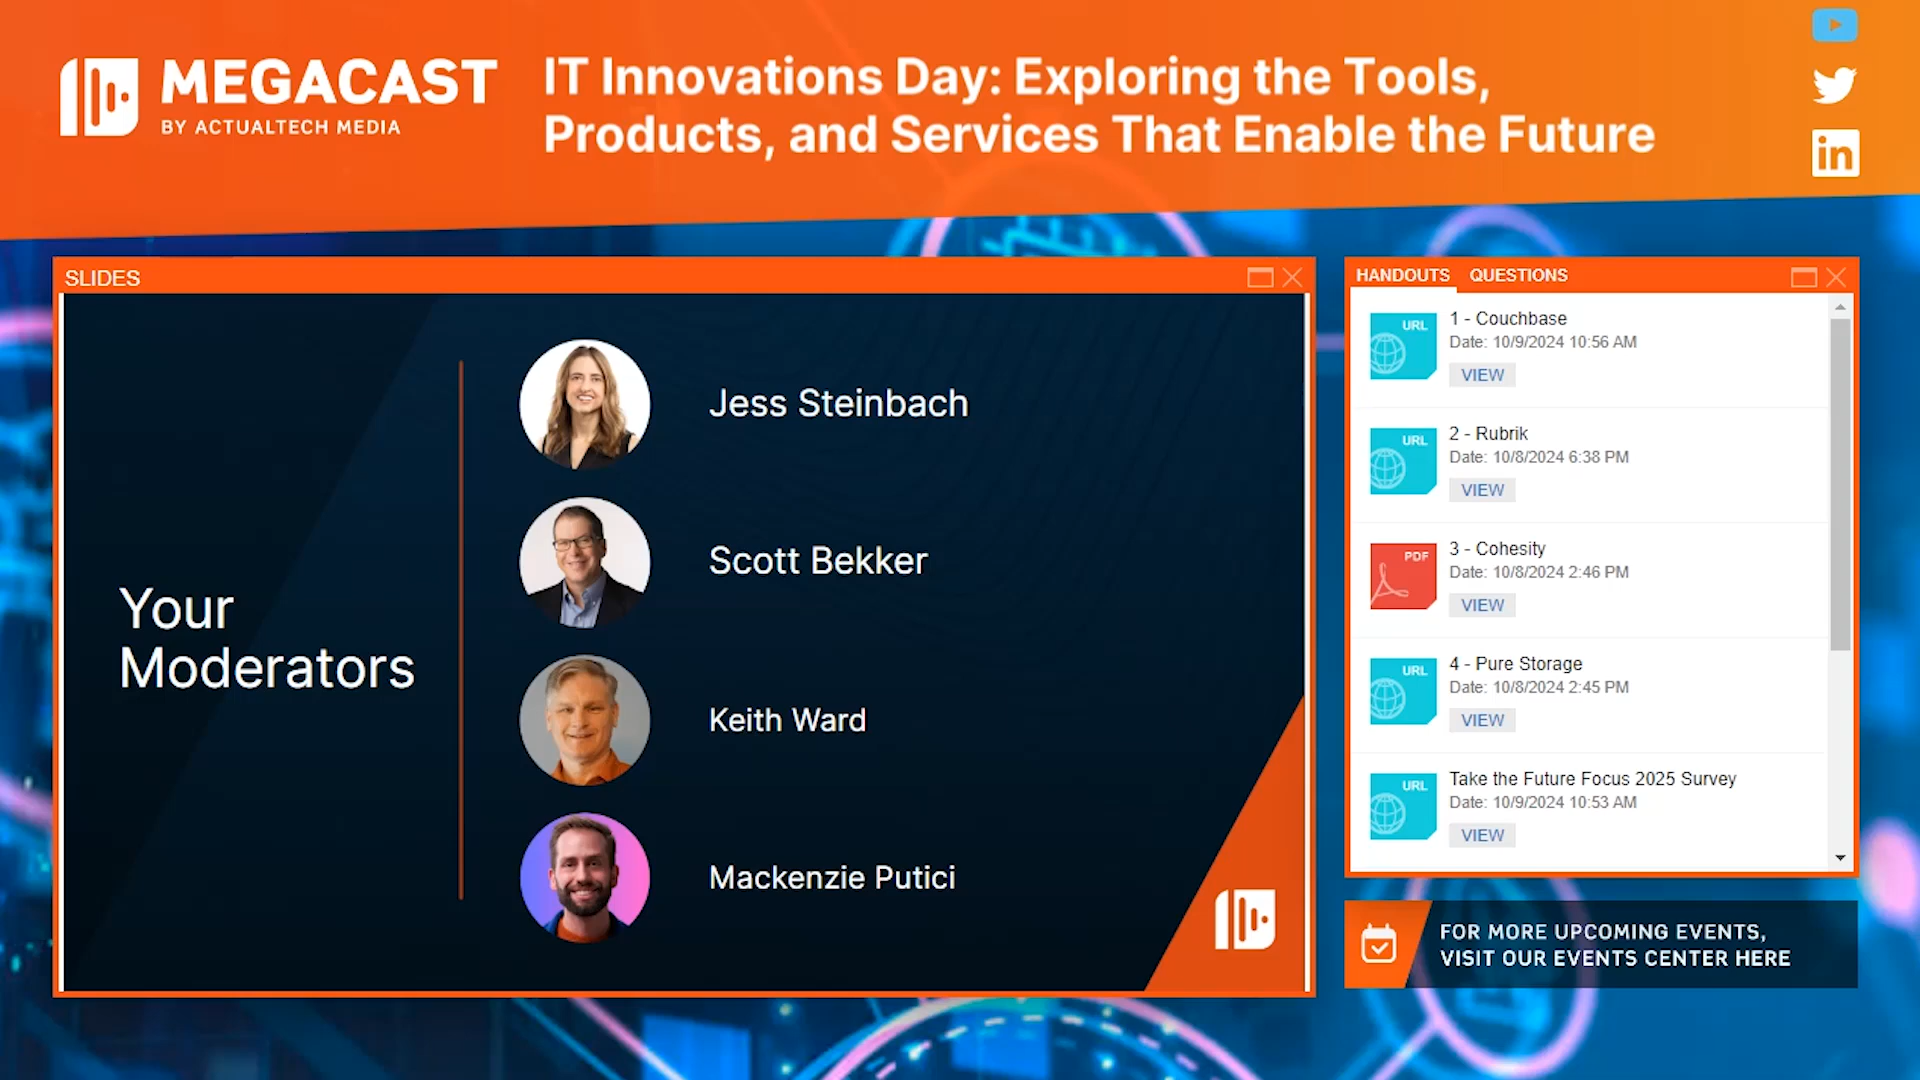 MEGACAST
BY ACTUALTECH MEDIA
IT Innovations Day: Exploring the Tools,
Products, and Services That Enable the Future
in
SLIDES
Your
Moderators
Jess Steinbach
Scott Bekker
Keith Ward
Mackenzie Putici
HANDOUTS QUESTIONS
URL
1 - Couchbase
Date: 10/9/2024 10:56 AM
VIEW
URL
2 - Rubrik
Date: 10/8/2024 6:38 PM
VIEW
PDF
3 - Cohesity
Date: 10/8/2024 2:46 PM
VIEW
URL
4 - Pure Storage
Date: 10/8/2024 2:45 PM
VIEW
URL
Take the Future Focus 2025 Survey
Date: 10/9/2024 10:53 AM
VIEW
FOR MORE UPCOMING EVENTS,
VISIT OUR EVENTS CENTER HERE